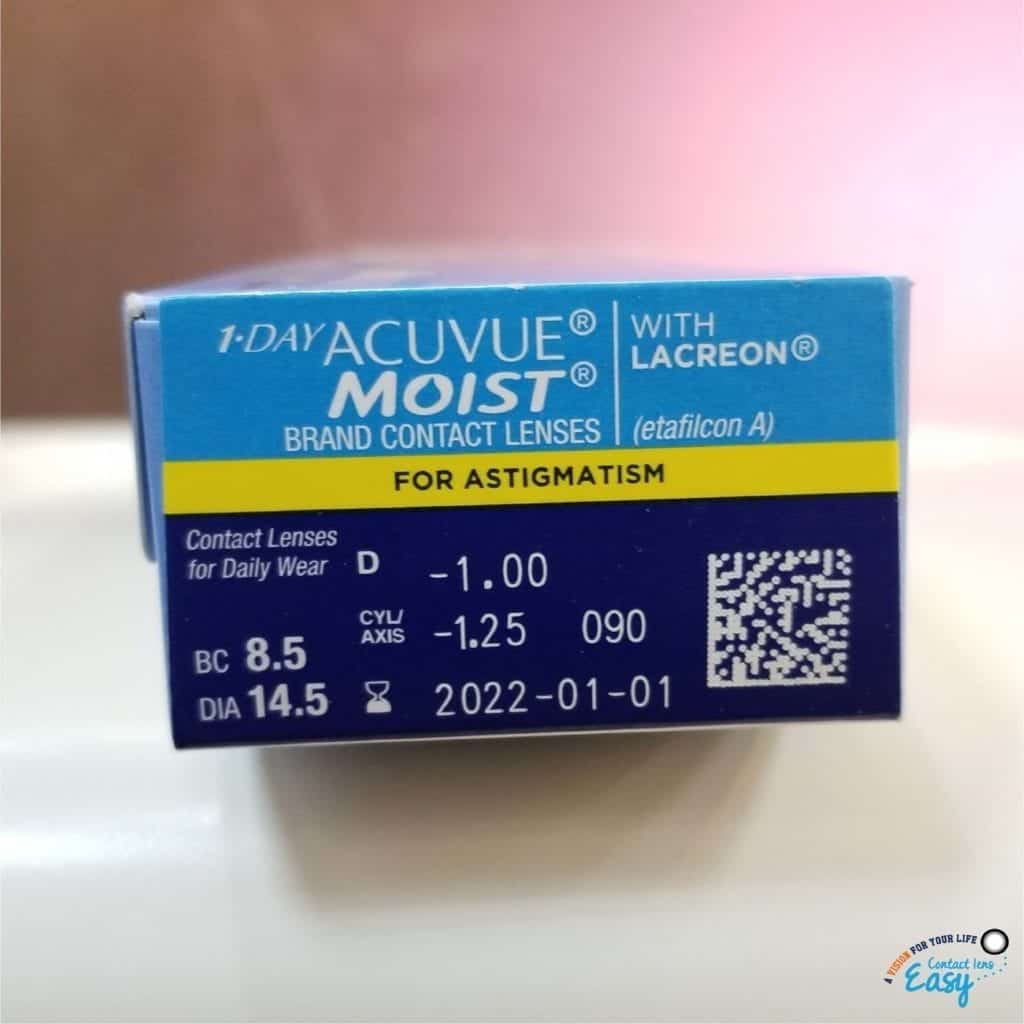 1·DAY ACUVUE®
MOIST®
BRAND CONTACT LENSES
WITH
LACREON®
(etafilcon A)
FOR ASTIGMATISM
Contact Lenses
for Daily Wear
D -1.00
CYL/
AXIS -1.25 090
BC 8.5
DIA 14.5
2022-01-01
A VISION FOR YOUR LIFE
Contact lens
Easy